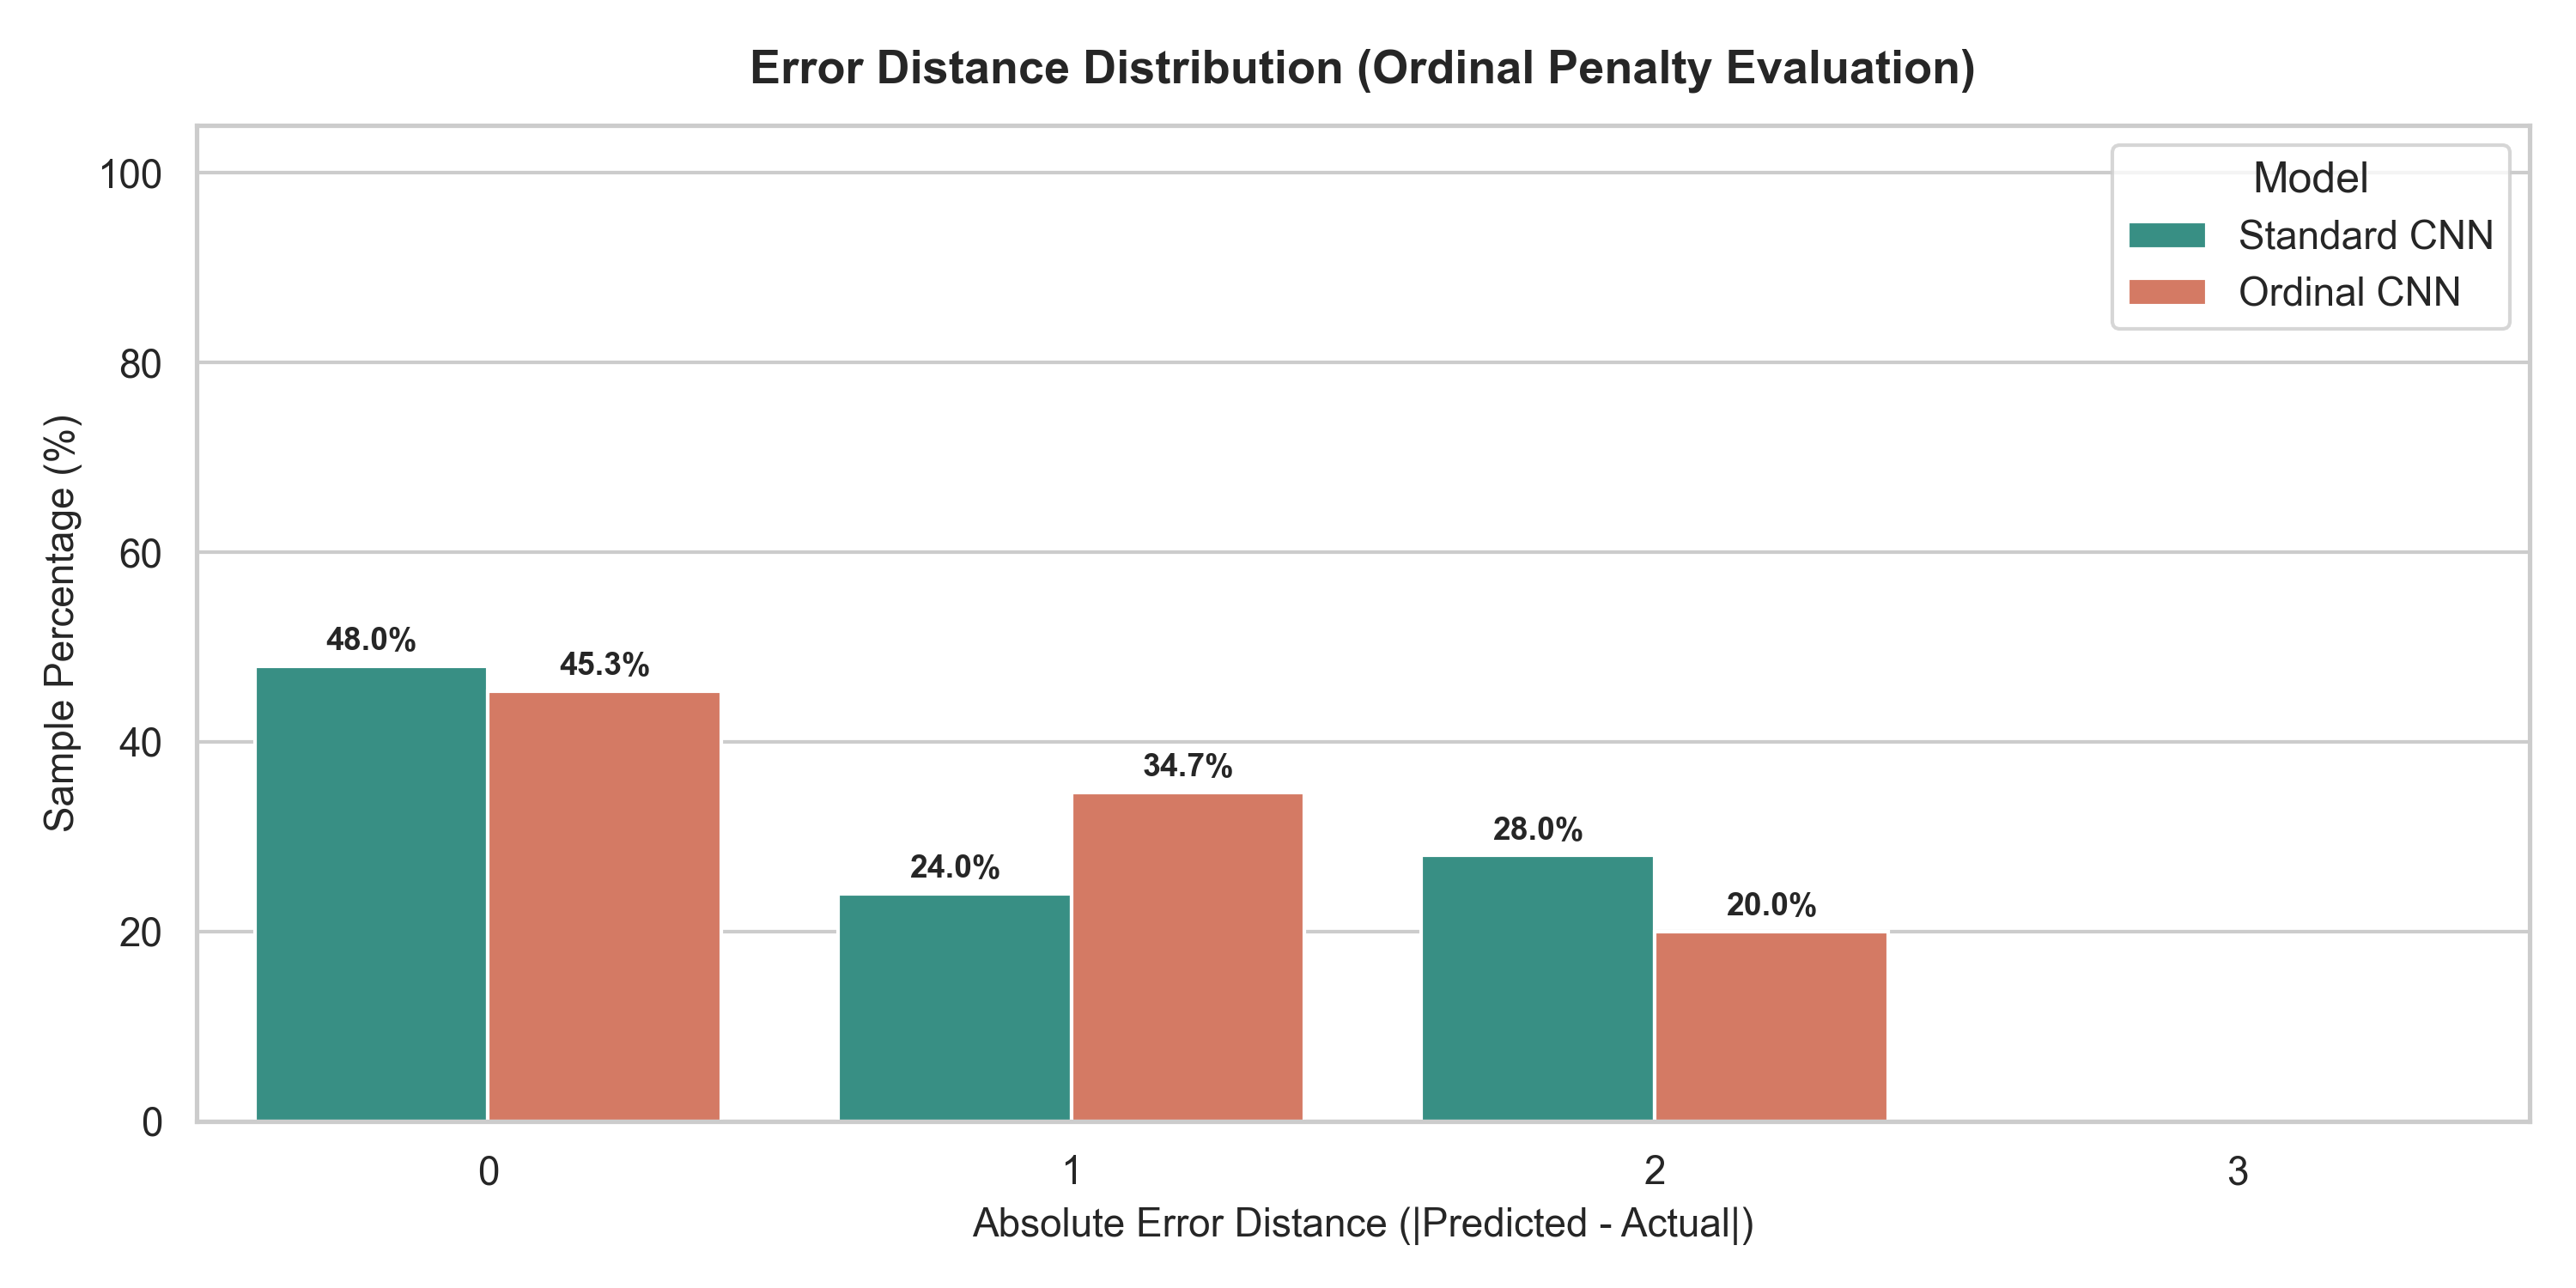 Error Distance Distribution (Ordinal Penalty Evaluation)
Sample Percentage (%)
100
80
60
40
20
0
Model
Standard CNN
Ordinal CNN
48.0%
45.3%
24.0%
34.7%
28.0%
20.0%
0
1
2
3
Absolute Error Distance (|Predicted - Actual|)